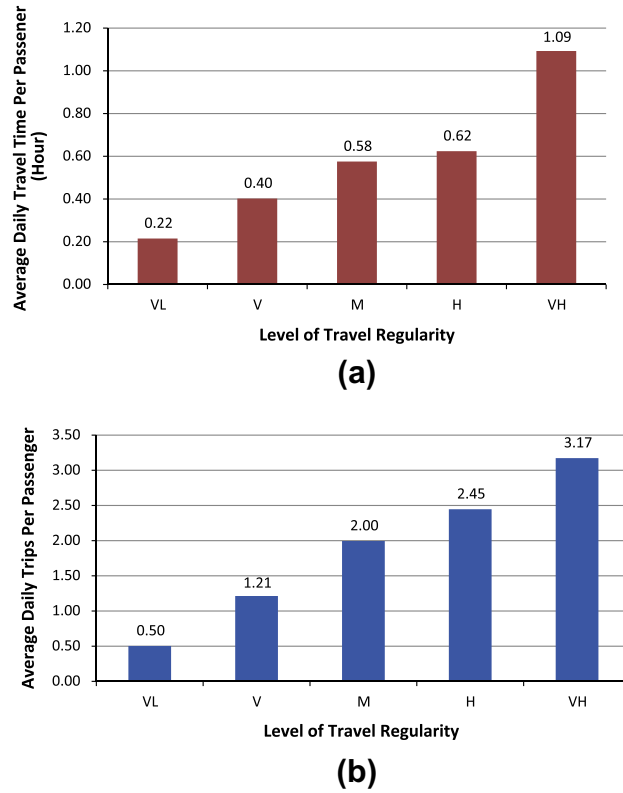 Average Daily Travel Time Per Passener
(Hour)
1.20
1.00
0.80
0.60
0.40
0.20
0.00
0.22
0.40
0.58
0.62
1.09
VL V M H VH
Level of Travel Regularity
(a)
Average Daily Trips Per Passenger
3.50
3.00
2.50
2.00
1.50
1.00
0.50
0.00
0.50
1.21
2.00
2.45
3.17
VL V M H VH
Level of Travel Regularity
(b)